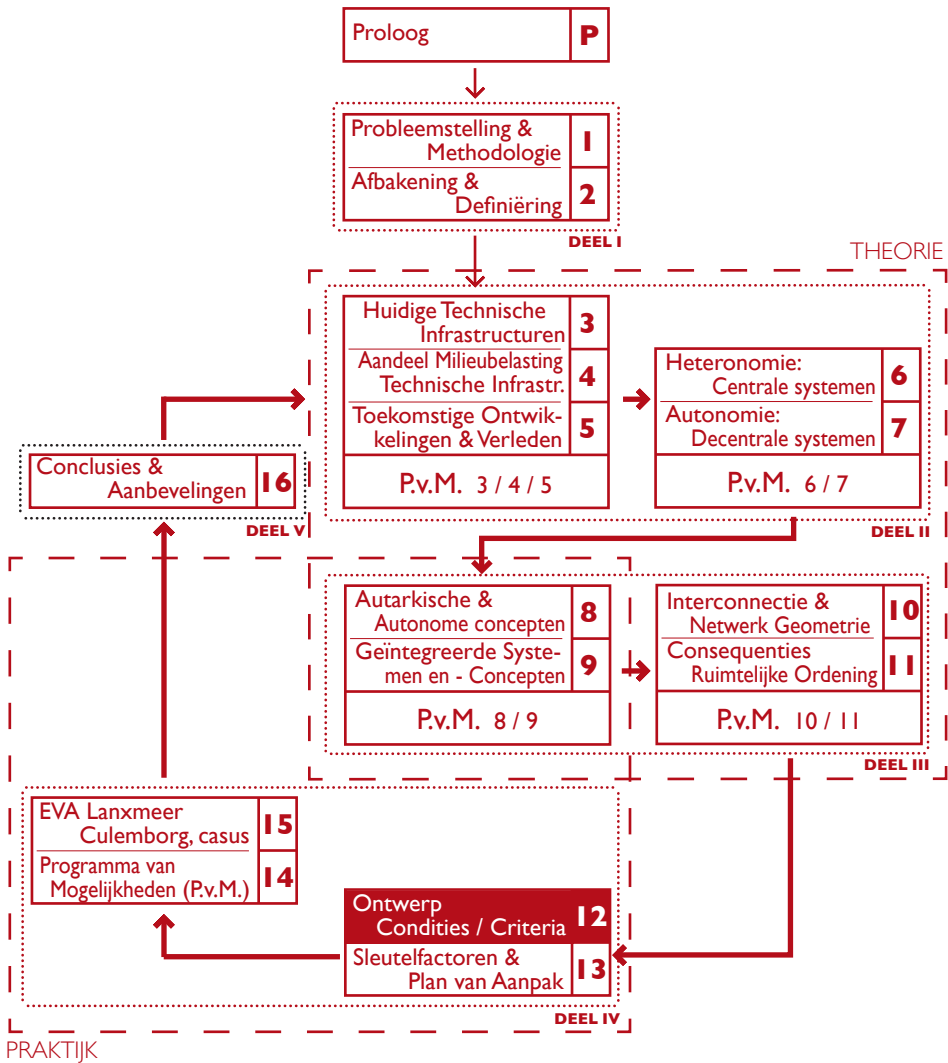 Proloog P
Probleemstelling &
Methodologie 1
Afbakening &
Definiëring 2
DEEL I
THEORIE
Huidige Technische
Infrastructuren 3
Aandeel Milieubelasting
Technische Infrastr. 4
Toekomstige Ontwik-
kelingen & Verleden 5
P.v.M. 3 / 4 / 5
Heteronomie:
Centrale systemen 6
Autonomie:
Decentrale systemen 7
P.v.M. 6 / 7
DEEL II
Conclusies &
Aanbevelingen 16
DEEL V
Autarkische &
Autonome concepten 8
Geïntegreerde Syste-
men en - Concepten 9
P.v.M. 8 / 9
Interconnectie &
Netwerk Geometrie 10
Consequenties
Ruimtelijke Ordening 11
P.v.M. 10 / 11
DEEL III
EVA Lanxmeer
Culemborg, casus 15
Programma van
Mogelijkheden (P.v.M.) 14
Ontwerp
Condities / Criteria 12
Sleutelfactoren &
Plan van Aanpak 13
DEEL IV
PRAKTIJK